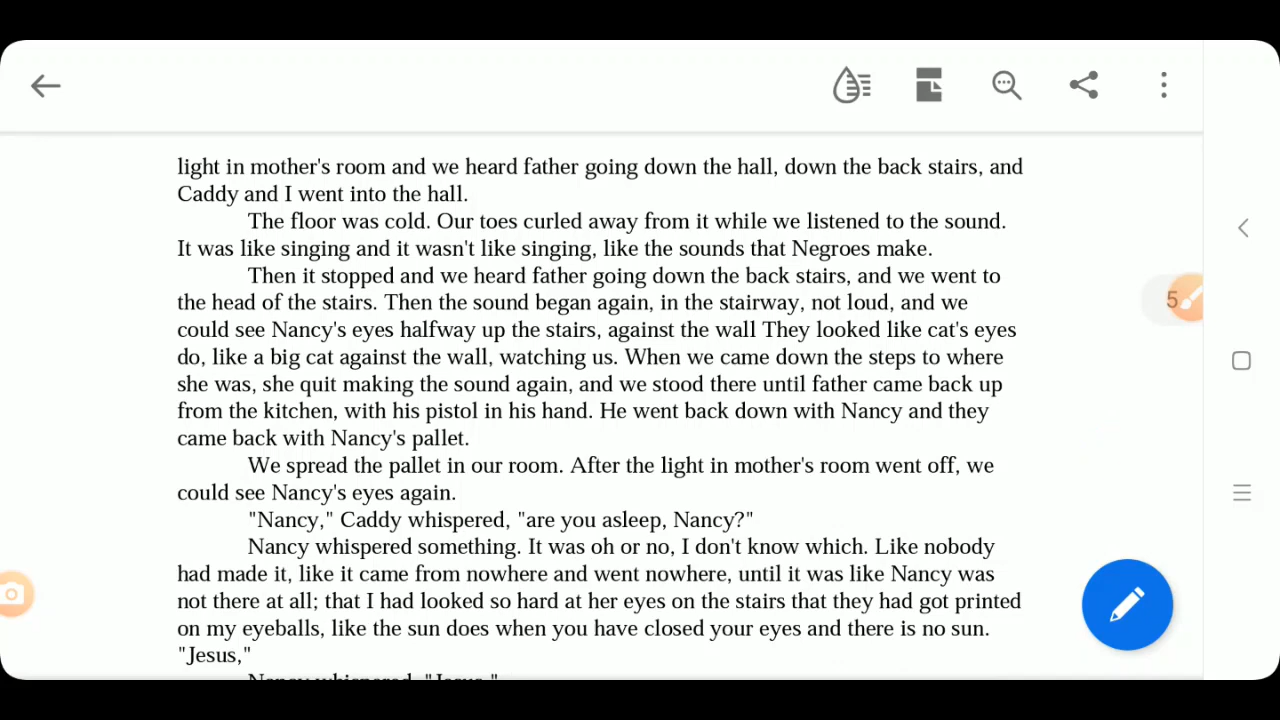 light in mother's room and we heard father going down the hall, down the back stairs, and
Caddy and I went into the hall.
The floor was cold. Our toes curled away from it while we listened to the sound.
It was like singing and it wasn't like singing, like the sounds that Negroes make.
Then it stopped and we heard father going down the back stairs, and we went to
the head of the stairs. Then the sound began again, in the stairway, not loud, and we
could see Nancy's eyes halfway up the stairs, against the wall They looked like cat's eyes
do, like a big cat against the wall, watching us. When we came down the steps to where
she was, she quit making the sound again, and we stood there until father came back up
from the kitchen, with his pistol in his hand. He went back down with Nancy and they
came back with Nancy's pallet.
We spread the pallet in our room. After the light in mother's room went off, we
could see Nancy's eyes again.
"Nancy," Caddy whispered, "are you asleep, Nancy?"
Nancy whispered something. It was oh or no, I don't know which. Like nobody
had made it, like it came from nowhere and went nowhere, until it was like Nancy was
not there at all; that I had looked so hard at her eyes on the stairs that they had got printed
on my eyeballs, like the sun does when you have closed your eyes and there is no sun.
"Jesus,"
Nancy whispered. "Jesus."
5